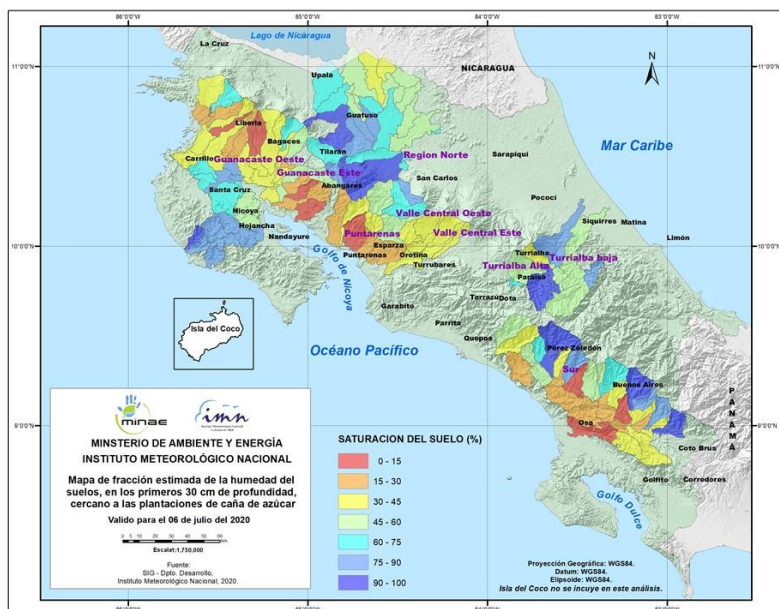 86°0'0"W
85°0'0"W
84°0'0"W
83°0'0"W
Lago de Nicaragua
La Cruz
11°0'0"N
11°0'0"N
Upala
NICARAGUA
N
Guatuso
Liberia
Mar Caribe
Bagaces
Tilarán
Carrillo
Guanacaste Oeste
Region Norte
Sarapiquí
Guanacaste Este
Abangares
San Carlos
Santa Cruz
Pococí
Nicoya
Valle Central Oeste
Siquirres
Matina
Hojancha
Puntarenas
Valle Central Este
Limón
Nandayure
10°0'0"N
10°0'0"N
Esparza
Golfo de Nicoya
Puntarenas
Orotina
Turrialba
Turrialba baja
Turrubares
Turrialba Alta
Paraíso
Garabito
Tarrazú
Dota
Isla del Coco
Parrita
Quepos
Océano Pacífico
Pérez Zeledón
Sur
Buenos Aires
PANAMA
9°0'0"N
9°0'0"N
Osa
Coto Brus
Golfito
Corredores
Golfo Dulce
minae
imn
MINSTERIO DE AMBIENTE Y ENERGÍA
INSTITUTO METEOROLÓGICO NACIONAL
Mapa de fracción estimada de la humedad del
suelos, en los primeros 30 cm de profundidad,
cercano a las plantaciones de caña de azúcar
Valido para el 06 de julio del 2020
Escalat:1,750,000
Fuente:
SIG - Dpto. Desarrollo,
Instituto Meteorológico Nacional, 2020.
SATURACION DEL SUELO (%)
0 - 15
15 - 30
30 - 45
45 - 60
60 - 75
75 - 90
90 - 100
Proyección Geográfica: WGS84.
Datum: WGS84.
Elipsoide: WGS84.
Isla del Coco no se incuye en este análisis.